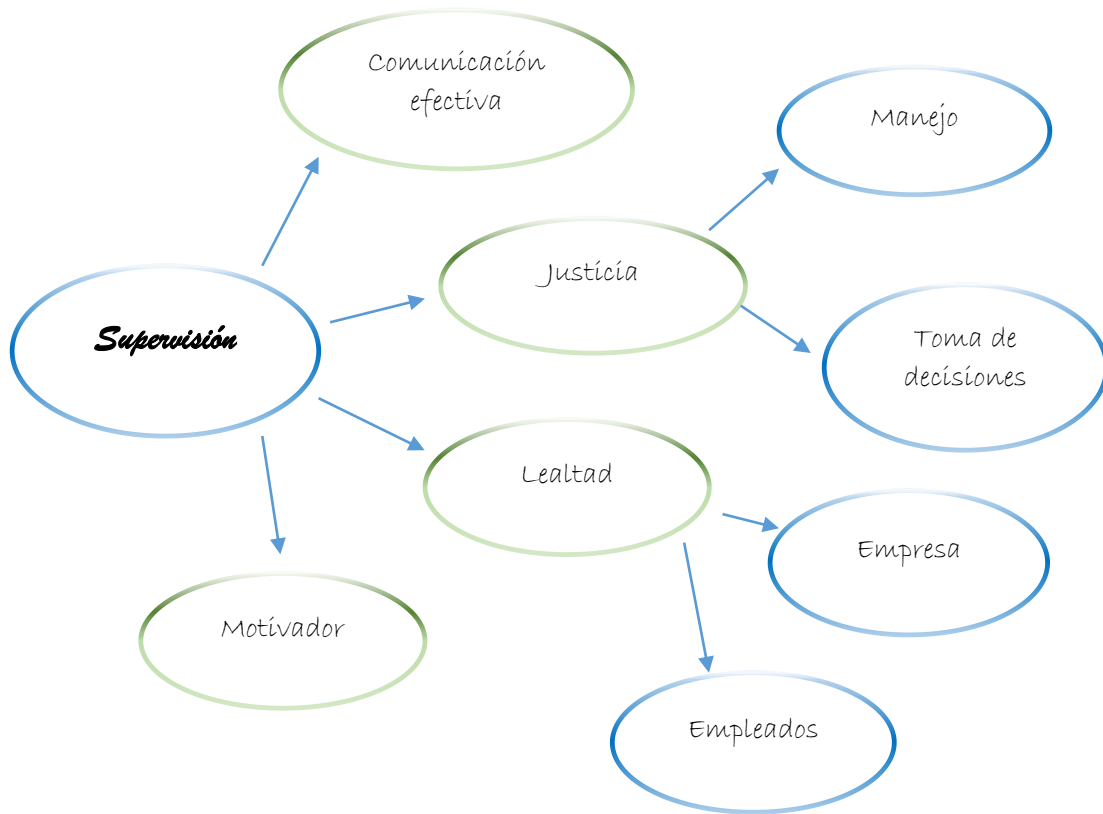 Comunicación
efectiva
Manejo
Justicia
Supervisión
Toma de
decisiones
Lealtad
Empresa
Motivador
Empleados